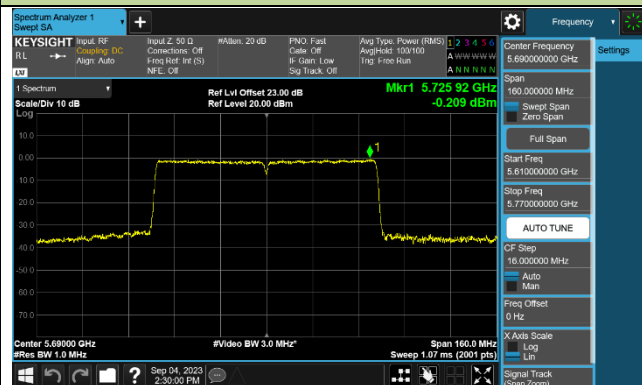 Spectrum Analyzer 1
Swept SA
Frequency
KEYSIGHT
Input: RF
Input Z: 50 Ω
#Atten: 20 dB
PNO: Fast
Avg Type: Power (RMS)
1 2 3 4 5 6
RL
Coupling: DC
Corrections: Off
Gate: Off
Avg|Hold: 100/100
A W W W W W
Align: Auto
Freq Ref: Int (S)
IF Gain: Low
Trig: Free Run
LXI
NFE: Off
Sig Track: Off
A N N N N N
1 Spectrum
Ref Lvl Offset 23.00 dB
Mkr1 5.725 92 GHz
Scale/Div 10 dB
Ref Level 20.00 dBm
-0.209 dBm
Log
10.0
0.00
-10.0
-20.0
-30.0
-40.0
-50.0
-60.0
-70.0
1
Center 5.69000 GHz
#Video BW 3.0 MHz*
Span 160.0 MHz
#Res BW 1.0 MHz
Sweep 1.07 ms (2001 pts)
Sep 04, 2023
2:30:00 PM
?
Center Frequency
5.690000000 GHz
Settings
Span
160.000000 MHz
Swept Span
Zero Span
Full Span
Start Freq
5.610000000 GHz
Stop Freq
5.770000000 GHz
AUTO TUNE
CF Step
16.000000 MHz
Auto
Man
Freq Offset
0 Hz
X Axis Scale
Log
Lin
Signal Track
(Span Zoom)